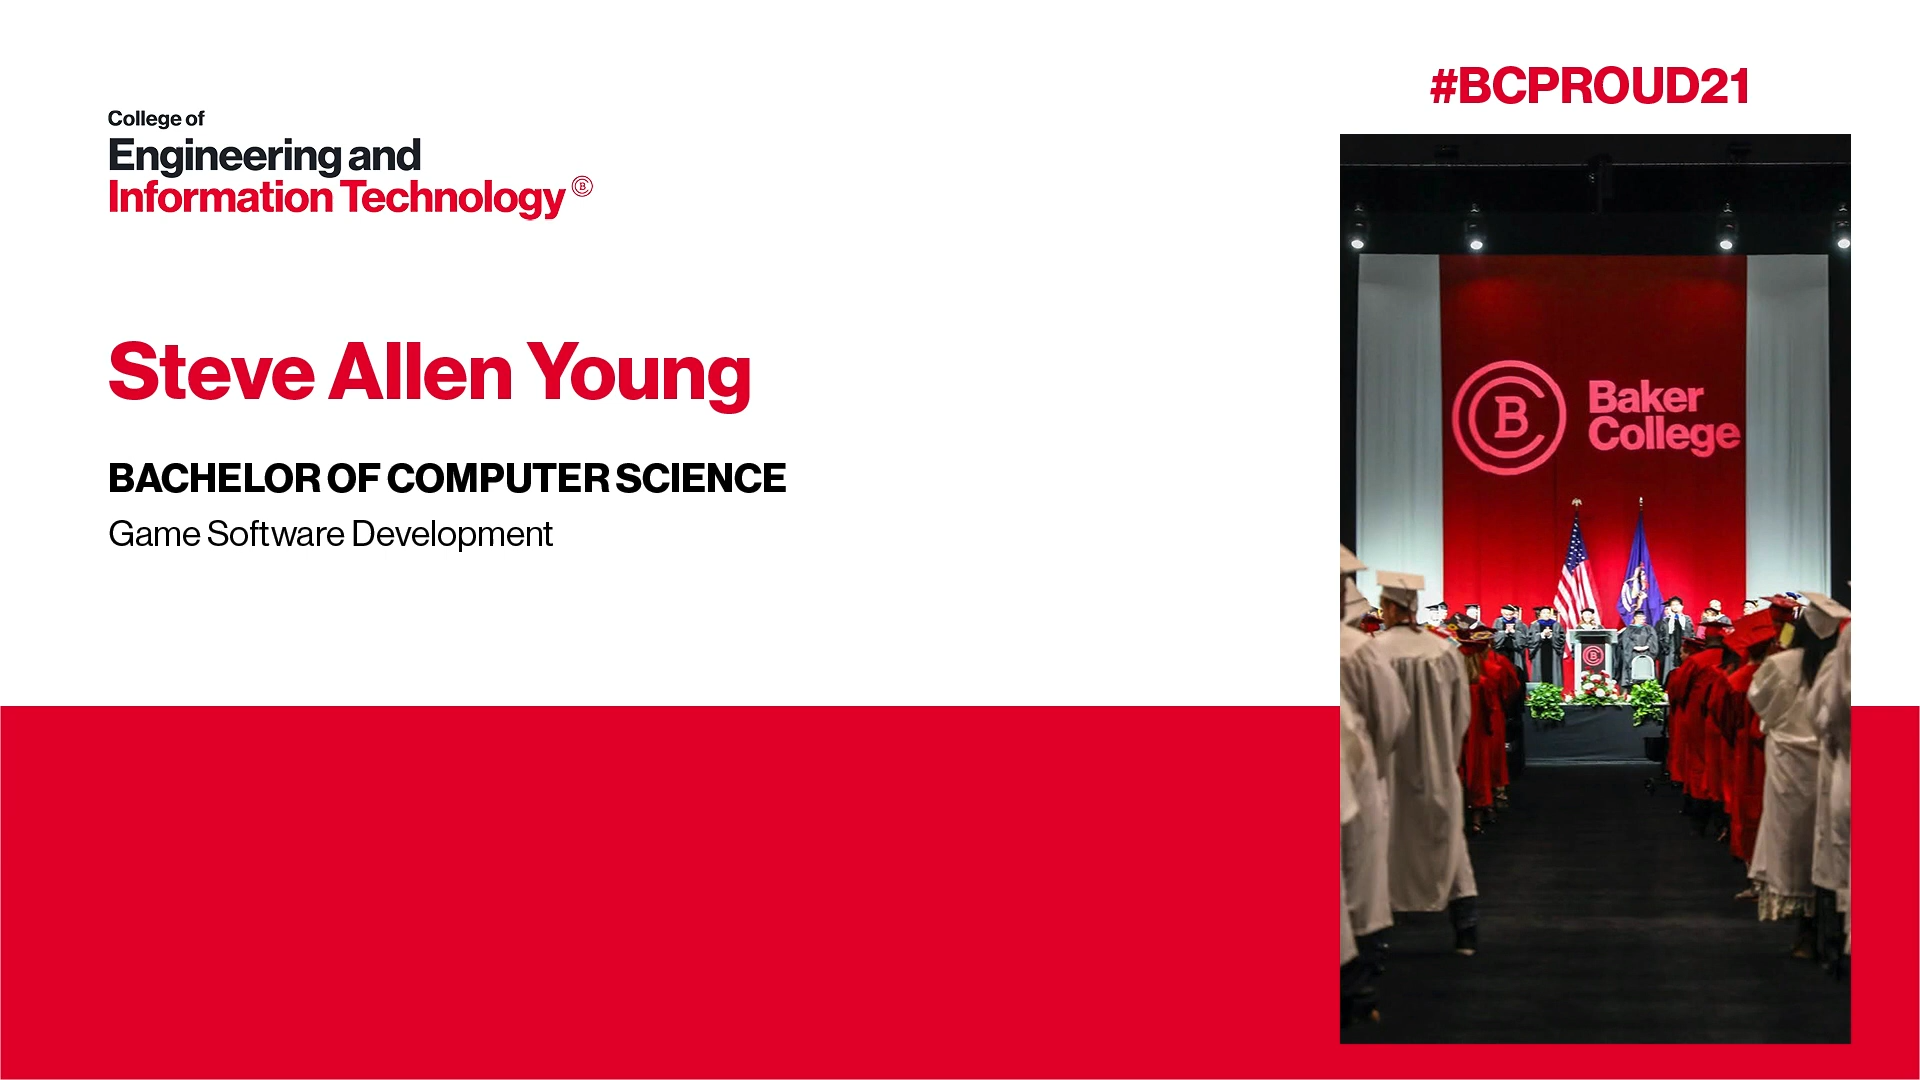 College of
Engineering and
Information Technology
B
#BCPROUD21
Steve Allen Young
BACHELOR OF COMPUTER SCIENCE
Game Software Development
B
Baker
College
B